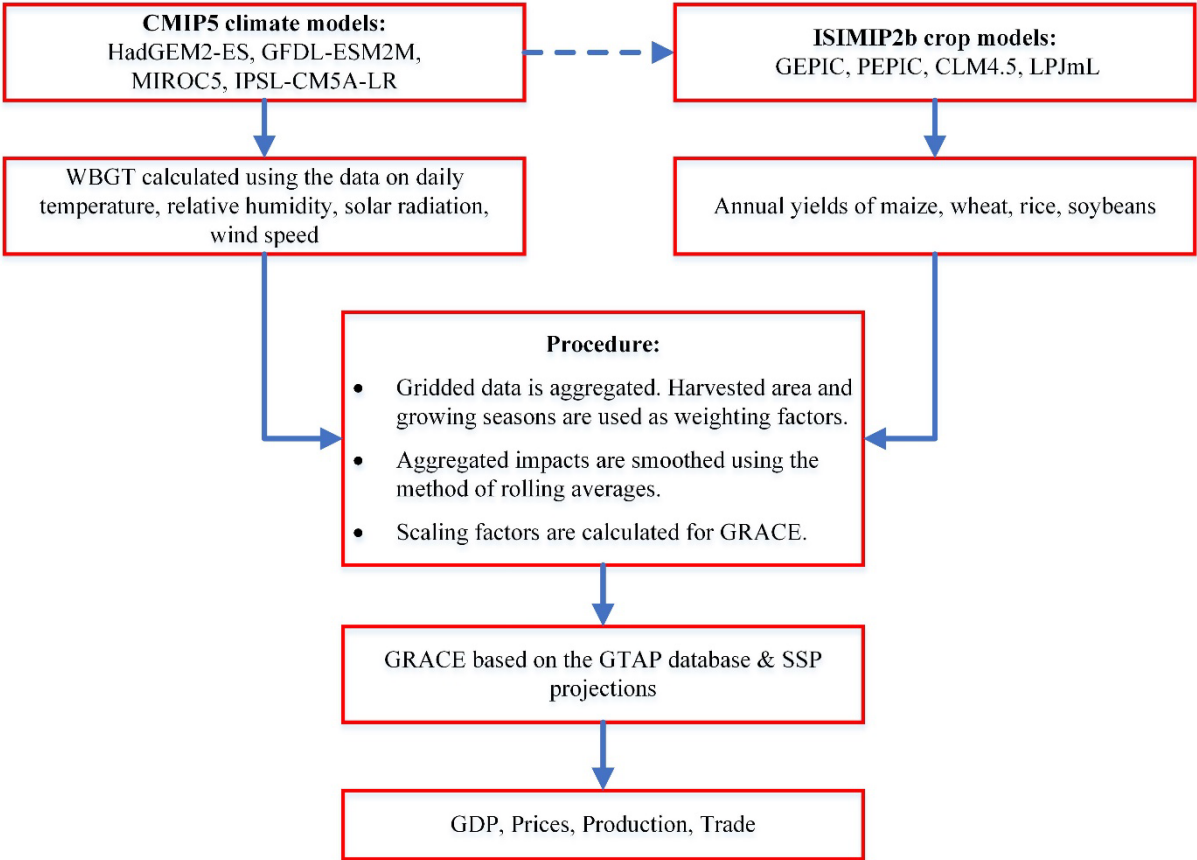 CMIP5 climate models:
HadGEM2-ES, GFDL-ESM2M,
MIROC5, IPSL-CM5A-LR
ISIMIP2b crop models:
GEPIC, PEPIC, CLM4.5, LPJmL
WBGT calculated using the data on daily
temperature, relative humidity, solar radiation,
wind speed
Annual yields of maize, wheat, rice, soybeans
Procedure:
• Gridded data is aggregated. Harvested area and
growing seasons are used as weighting factors.
• Aggregated impacts are smoothed using the
method of rolling averages.
• Scaling factors are calculated for GRACE.
GRACE based on the GTAP database & SSP
projections
GDP, Prices, Production, Trade